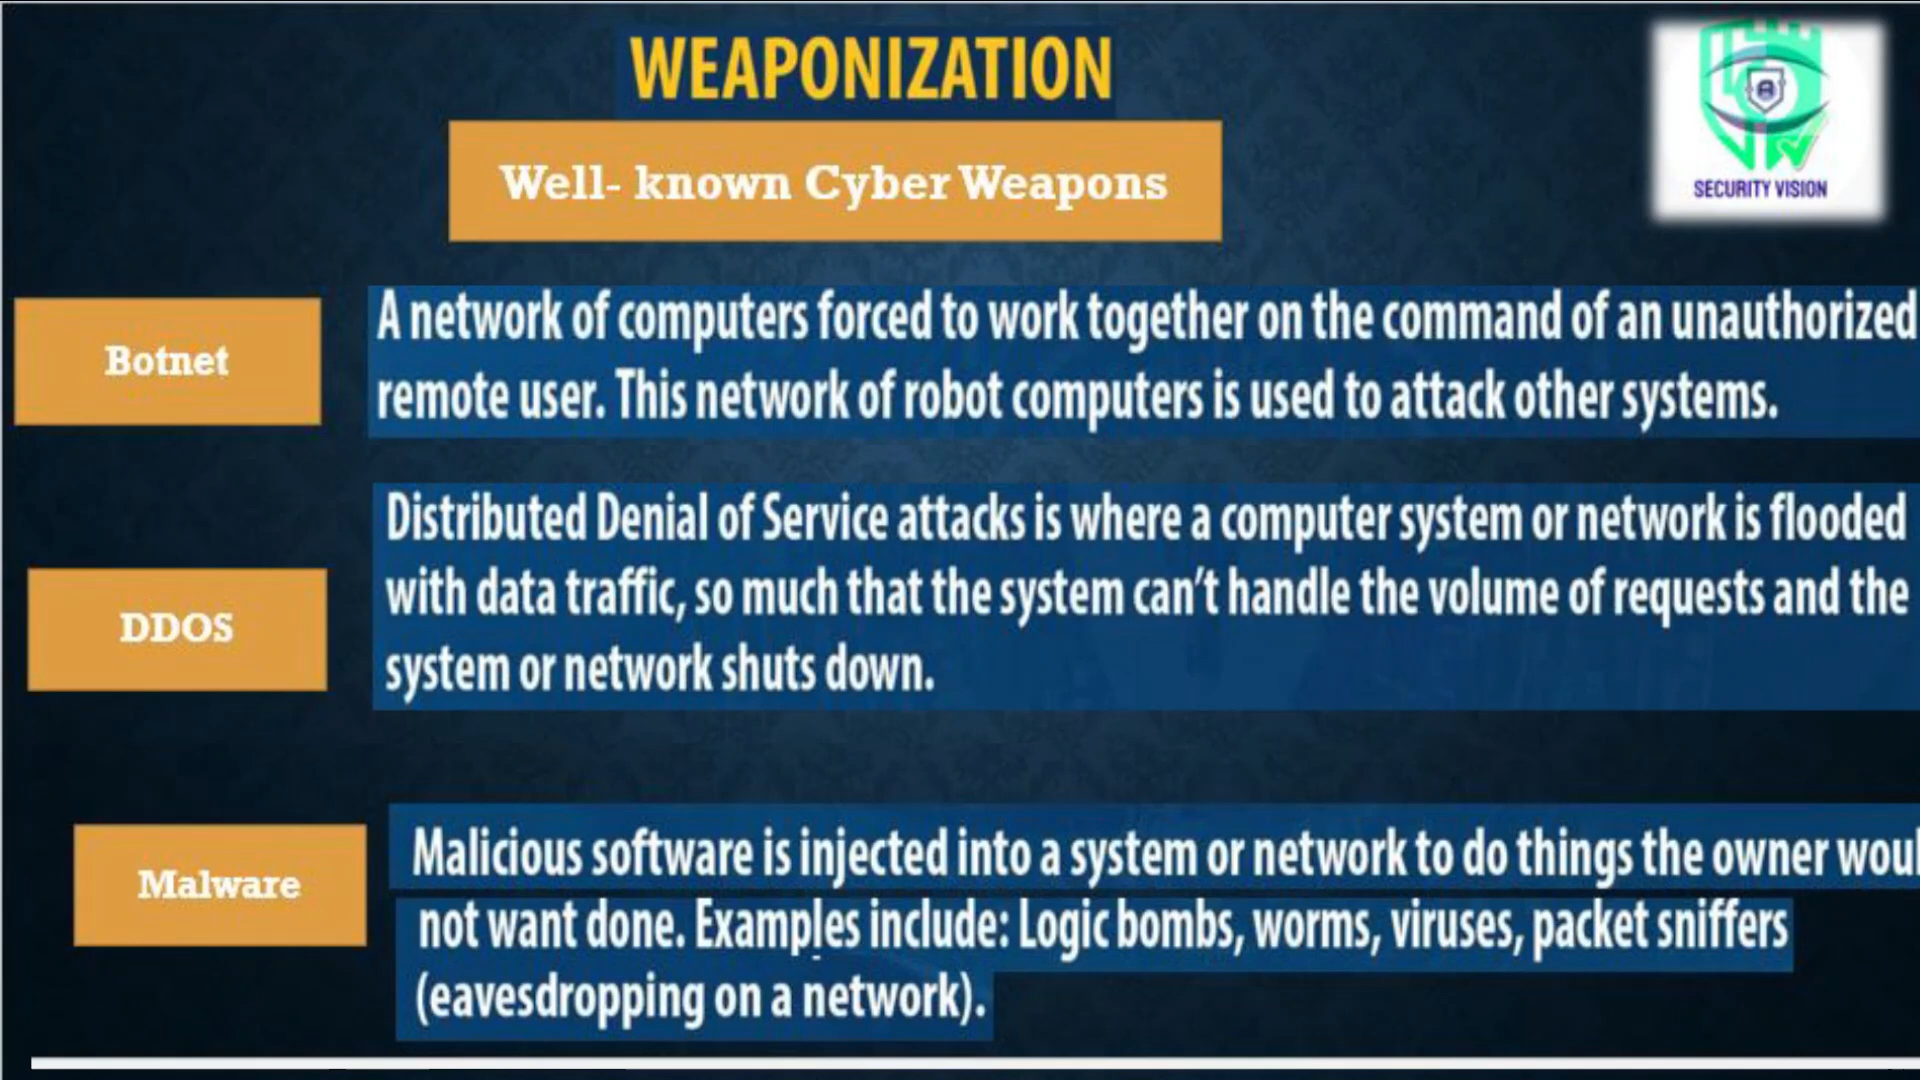 WEAPONIZATION
SECURITY VISION
Well- known Cyber Weapons
Botnet
A network of computers forced to work together on the command of an unauthorized
remote user. This network of robot computers is used to attack other systems.
DDOS
Distributed Denial of Service attacks is where a computer system or network is flooded
with data traffic, so much that the system can't handle the volume of requests and the
system or network shuts down.
Malware
Malicious software is injected into a system or network to do things the owner woul
not want done. Examples include: Logic bombs, worms, viruses, packet sniffers
(eavesdropping on a network).